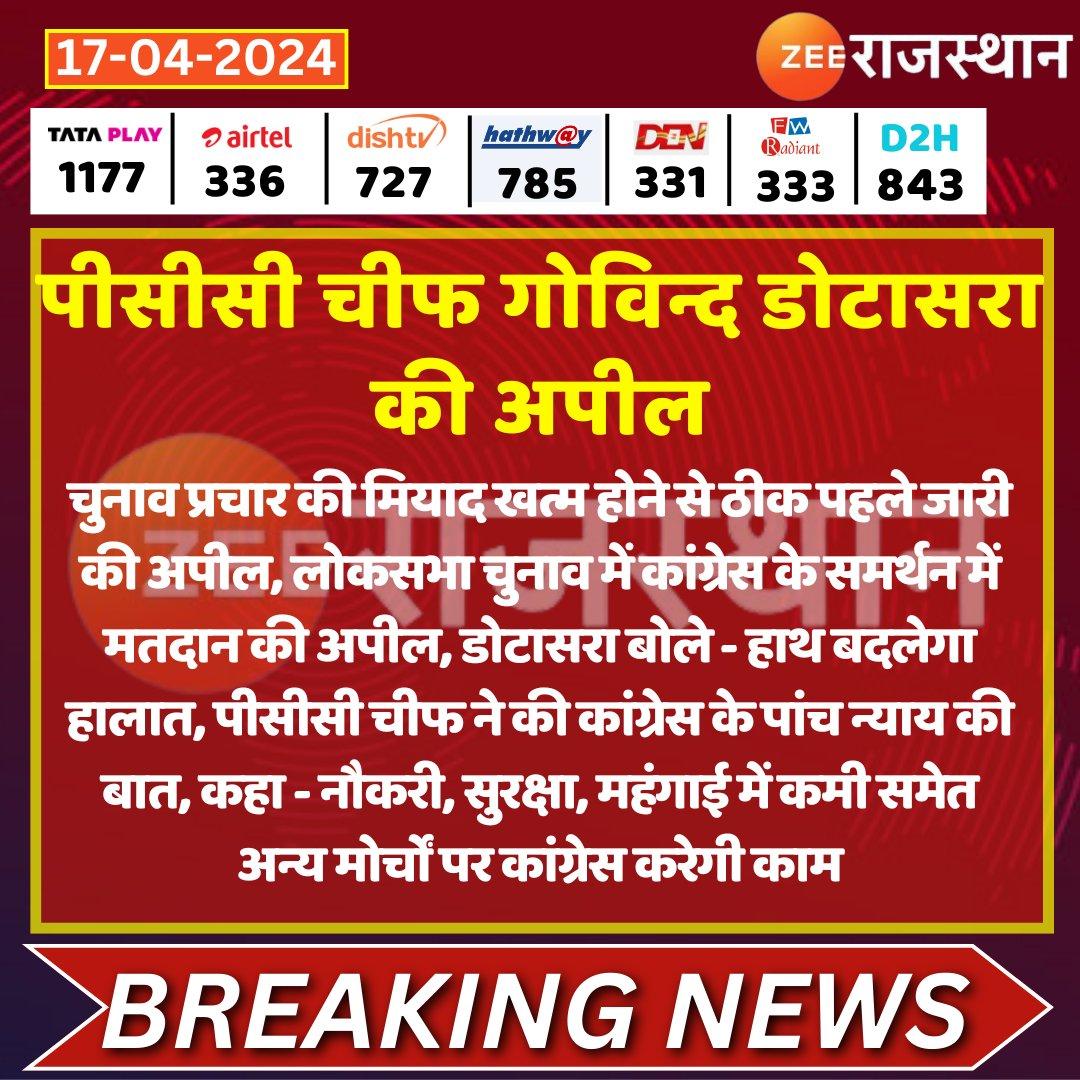 17-04-2024
ZEE राजस्थान
TATA PLAY airtel dishtv hathw@y DEN FW Radiant D2H
1177 336 727 785 331 333 843
पीसीसी चीफ गोविन्द डोटासरा
की अपील
चुनाव प्रचार की मियाद खत्म होने से ठीक पहले जारी
की अपील, लोकसभा चुनाव में कांग्रेस के समर्थन में
मतदान की अपील, डोटासरा बोले - हाथ बदलेगा
हालात, पीसीसी चीफ ने की कांग्रेस के पांच न्याय की
बात, कहा - नौकरी, सुरक्षा, महंगाई में कमी समेत
अन्य मोर्चों पर कांग्रेस करेगी काम
BREAKING NEWS